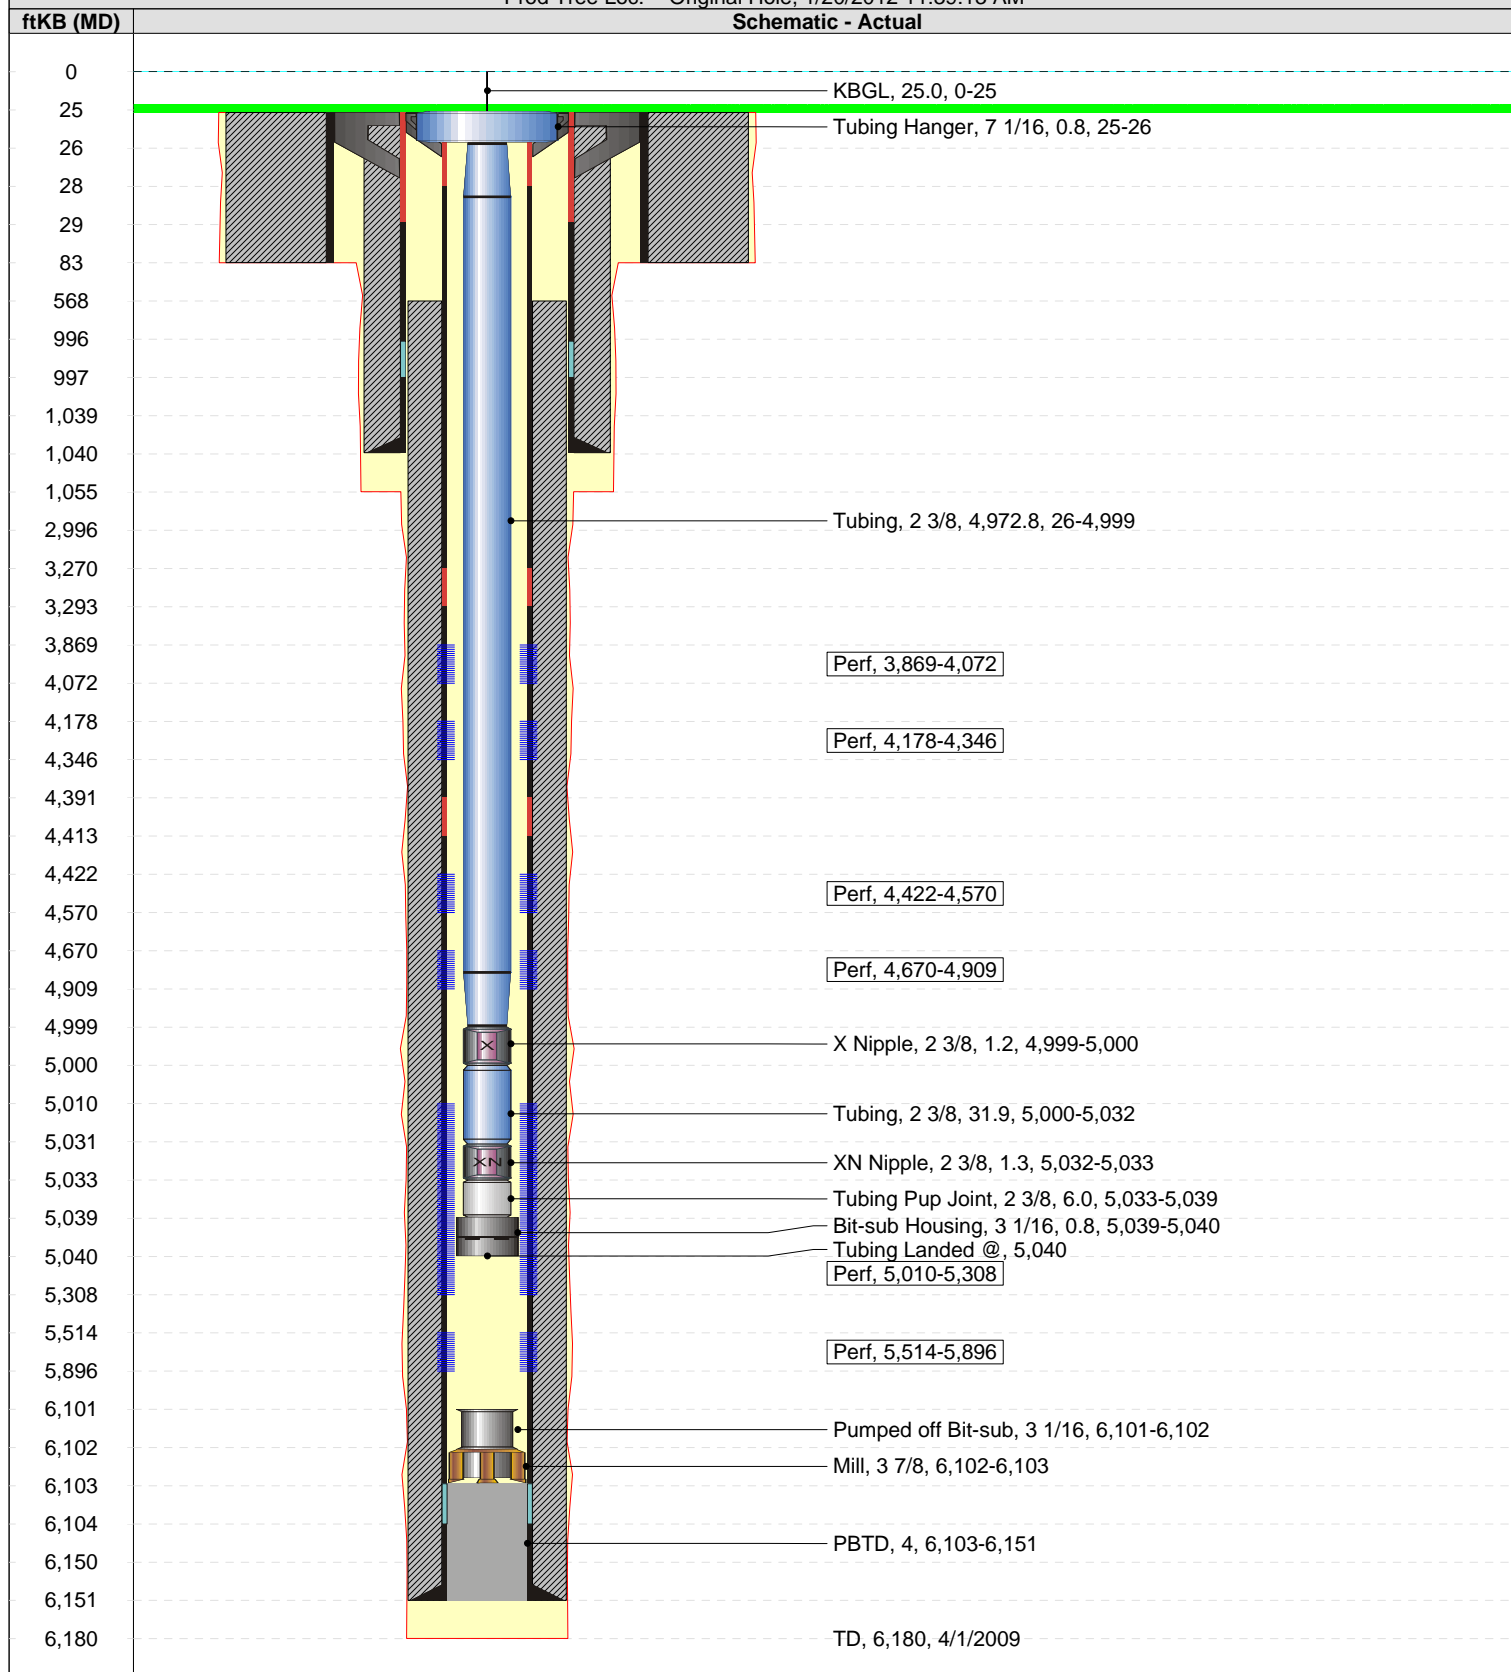 ftKB (MD) Schematic - Actual
0
KBGL, 25.0, 0-25
25
Tubing Hanger, 7 1/16, 0.8, 25-26
26
28
29
83
568
996
997
1,039
1,040
1,055
Tubing, 2 3/8, 4,972.8, 26-4,999
2,996
3,270
3,293
3,869
Perf, 3,869-4,072
4,072
4,178
Perf, 4,178-4,346
4,346
4,391
4,413
4,422
Perf, 4,422-4,570
4,570
4,670
Perf, 4,670-4,909
4,909
4,999
X
X Nipple, 2 3/8, 1.2, 4,999-5,000
5,000
5,010
Tubing, 2 3/8, 31.9, 5,000-5,032
5,031
XN
XN Nipple, 2 3/8, 1.3, 5,032-5,033
5,033
Tubing Pup Joint, 2 3/8, 6.0, 5,033-5,039
5,039
Bit-sub Housing, 3 1/16, 0.8, 5,039-5,040
Tubing Landed @, 5,040
5,040
Perf, 5,010-5,308
5,308
5,514
Perf, 5,514-5,896
5,896
6,101
Pumped off Bit-sub, 3 1/16, 6,101-6,102
6,102
Mill, 3 7/8, 6,102-6,103
6,103
6,104
PBTD, 4, 6,103-6,151
6,150
6,151
6,180
TD, 6,180, 4/1/2009